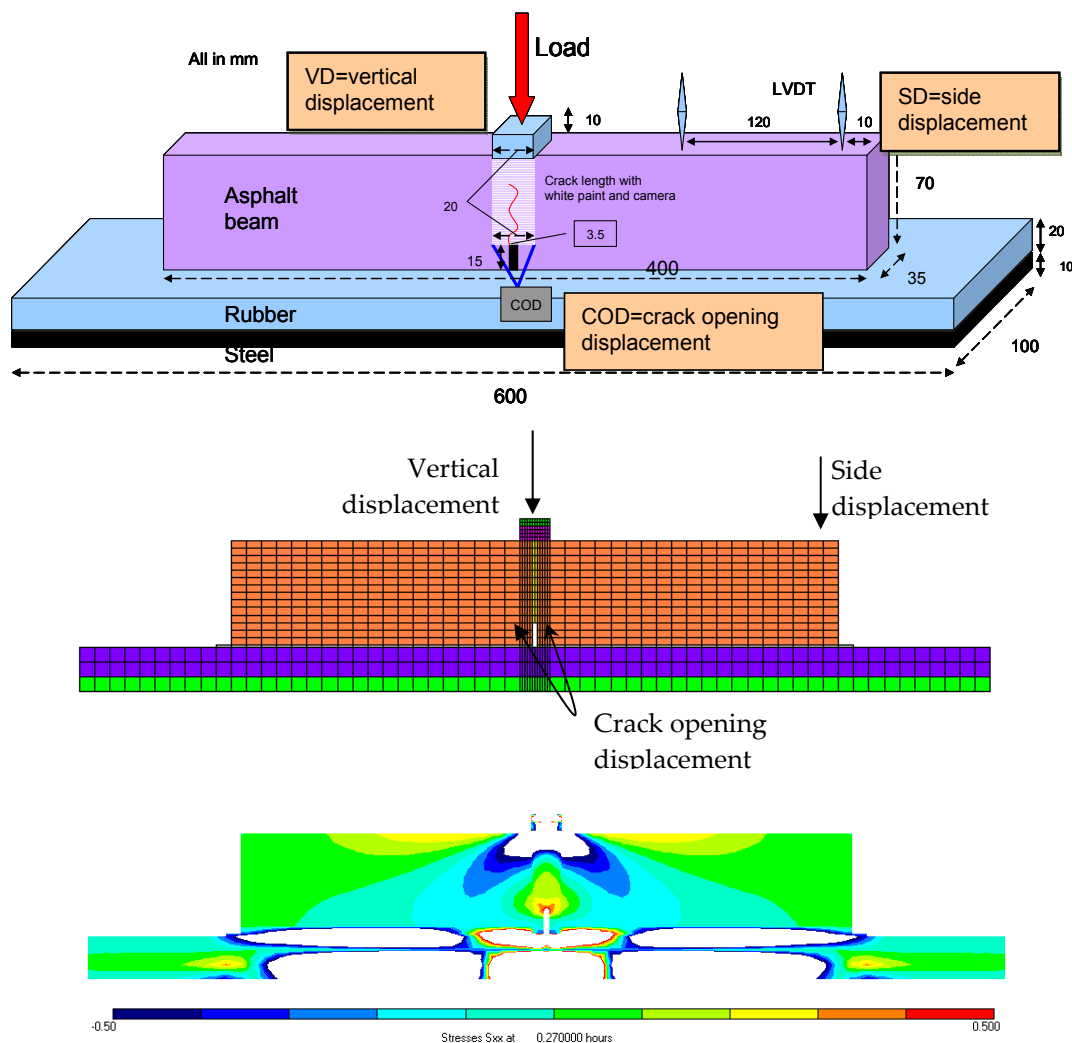 Load
All in mm
VD=vertical
displacement
LVDT
SD=side
displacement
10
120
10
Asphalt
beam
Crack length with
white paint and camera
20
70
3.5
15
400
35
20
10
COD
Rubber
COD=crack opening
displacement
Steel
100
600
Vertical
displacement
Side
displacement
Crack opening
displacement
-0.50
0.500
Stresses Sxx at 0.270000 hours